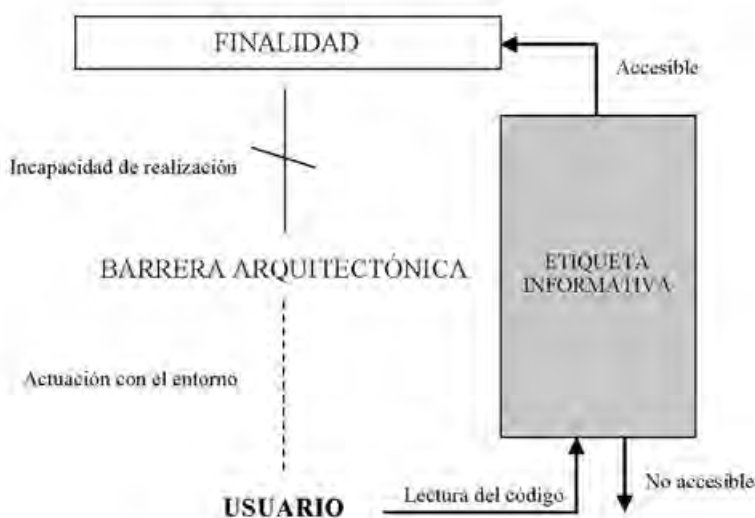 FINALIDAD
Accesible
Incapacidad de realización
BARRERA ARQUITECTÓNICA
ETIQUETA
INFORMATIVA
Actuación con el entorno
USUARIO
Lectura del código
No accesible